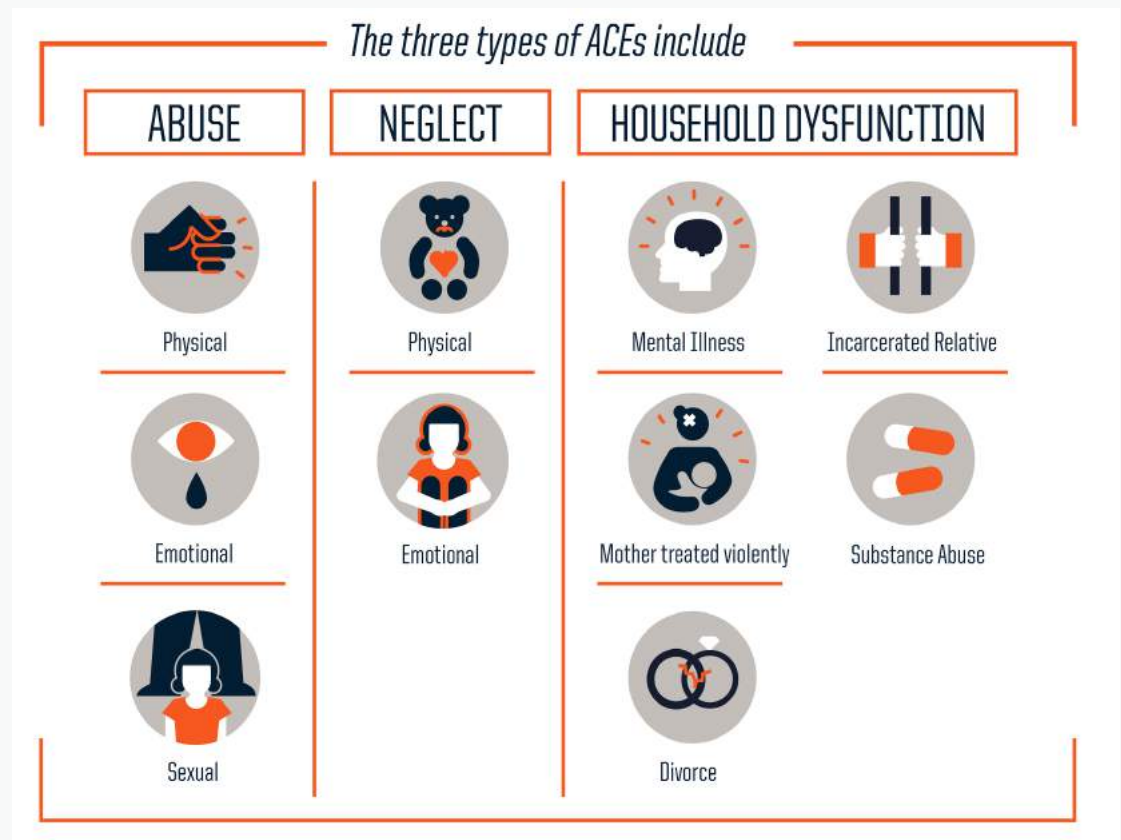 The three types of ACEs include
ABUSE
NEGLECT
HOUSEHOLD DYSFUNCTION
Physical
Emotional
Sexual
Physical
Emotional
Mental Illness
Incarcerated Relative
Mother treated violently
Substance Abuse
Divorce